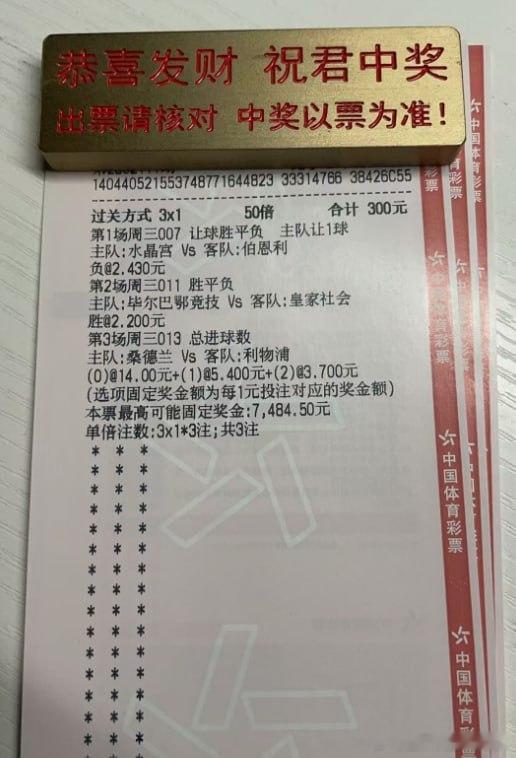 恭喜发财 祝君中奖
出票请核对 中奖以票为准!
140440521553748771644823 33314766 38426C55
过关方式 3x1 50倍 合计 300元
第1场周三007 让球胜平负 主队让1球
主队:水晶宫 Vs 客队:伯恩利
负@2.430元
第2场周三011 胜平负
主队:毕尔巴鄂竞技 Vs 客队:皇家社会
胜@2.200元
第3场周三013 总进球数
主队:桑德兰 Vs 客队:利物浦
(0)@14.00元+(1)@5.400元+(2)@3.700元
(选项固定奖金额为每1元投注对应的奖金额)
本票最高可能固定奖金:7,484.50元
单倍注数:3x1*3注;共3注
中国体育彩票
中国体育彩票
中国体育彩票